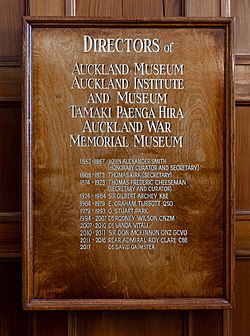 DIRECTORS of
AUCKLAND MUSEUM
AUCKLAND INSTITUTE
AND MUSEUM
TAMAKI PAENGA HIRA
AUCKLAND WAR
MEMORIAL MUSEUM
1852 - 1867 JOHN ALEXANDER SMITH
(HONORARY CURATOR AND SECRETARY)
1868 - 1873 THOMAS KIRK (SECRETARY)
1874 - 1923 THOMAS FREDERIC CHEESEMAN
(SECRETARY AND CURATOR)
1924 - 1964 SIR GILBERT ARCHEY KBE
1964 - 1979 E. GRAHAM TURBOTT QSO
1979 - 1993 G. STUART PARK
1994 - 2007 DR RODNEY WILSON CNZM
2007 - 2010 DR VANDA VITALI
2010 - 2011 SIR DON MCKINNON ONZ GCVO
2011 - 2016 REAR ADMIRAL ROY CLARE CBE
2017 DR DAVID GAIMSTER